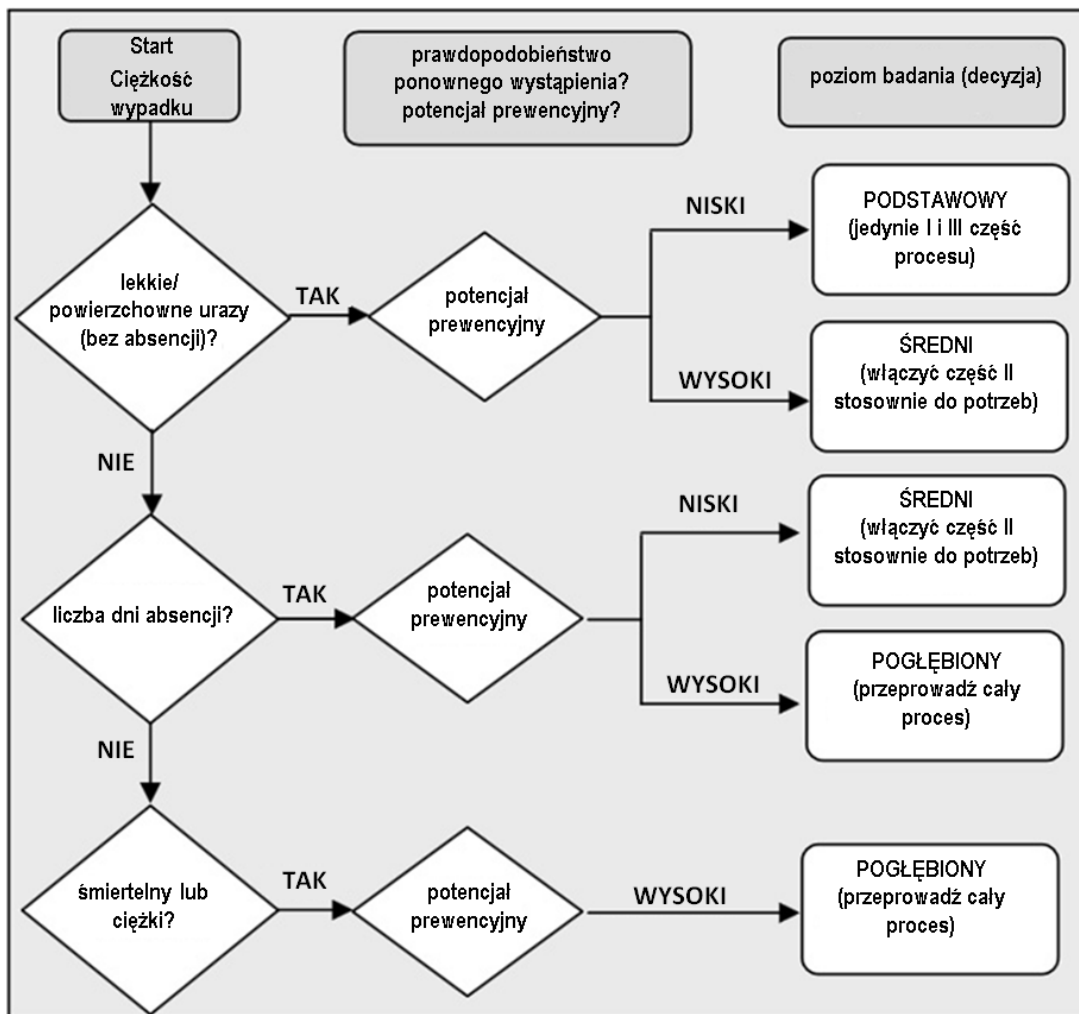 Start
Ciężkość
wypadku
prawdopodobieństwo
ponownego wystąpienia?
potencjał prewencyjny?
poziom badania (decyzja)
lekkie/
powierzchowne urazy
(bez absencji)?
TAK
potencjał
prewencyjny
NISKI
PODSTAWOWY
(jedynie I i III część
procesu)
WYSOKI
ŚREDNI
(włączyć część II
stosownie do potrzeb)
NIE
liczba dni absencji?
TAK
potencjał
prewencyjny
NISKI
ŚREDNI
(włączyć część II
stosownie do potrzeb)
WYSOKI
POGŁĘBIONY
(przeprowadź cały
proces)
NIE
śmiertelny lub
ciężki?
TAK
potencjał
prewencyjny
WYSOKI
POGŁĘBIONY
(przeprowadź cały
proces)